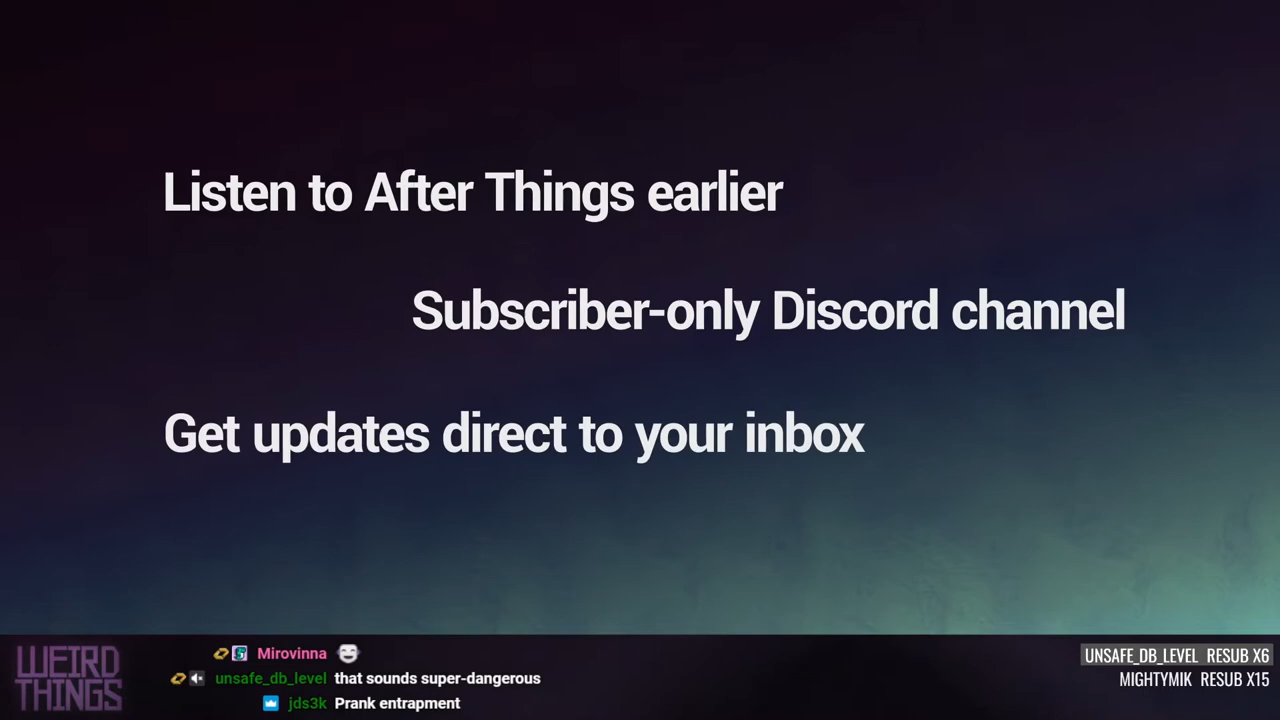 Listen to After Things earlier
Subscriber-only Discord channel
Get updates direct to your inbox
WEIRD
THINGS
Mirovinna
unsafe_db_level that sounds super-dangerous
jds3k Prank entrapment
UNSAFE_DB_LEVEL RESUB X6
MIGHTYMIK RESUB X15